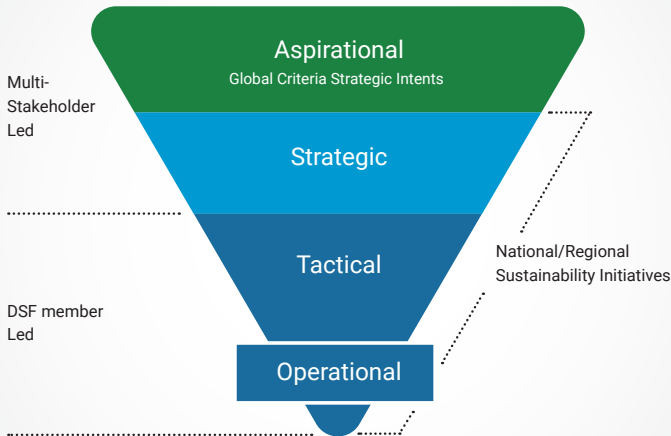 Aspirational
Global Criteria Strategic Intents
Multi-
Stakeholder
Led
Strategic
Tactical
National/Regional
Sustainability Initiatives
DSF member
Led
Operational